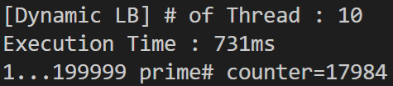 [Dynamic LB] # of Thread : 10
Execution Time : 731ms
1...199999 prime# counter=17984